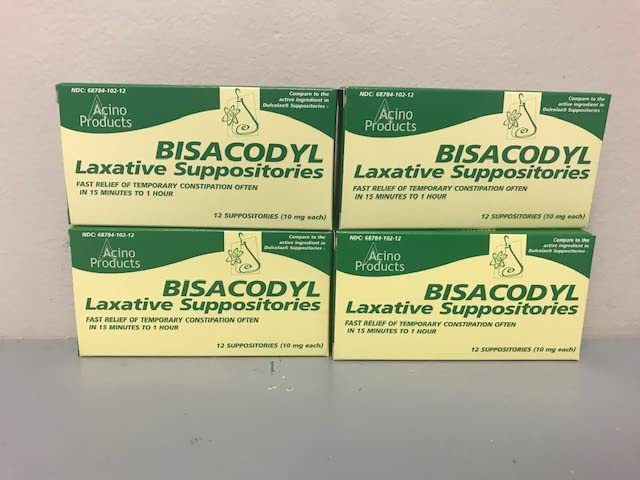 NDC: 68784-102-12
Acino
Products
Compare to the
active ingredient in
Dulcolax® Suppositories :
BISACODYL
Laxative Suppositories
FAST RELIEF OF TEMPORARY CONSTIPATION OFTEN
IN 15 MINUTES TO 1 HOUR
12 SUPPOSITORIES (10 mg each)
NDC: 68784-102-12
Acino
Products
Compare to the
active ingredient in
Dulcolax® Suppositories :
BISACODYL
Laxative Suppositories
FAST RELIEF OF TEMPORARY CONSTIPATION OFTEN
IN 15 MINUTES TO 1 HOUR
12 SUPPOSITORIES (10 mg each)
NDC: 68784-102-12
Acino
Products
Compare to the
active ingredient in
Dulcolax® Suppositories :
BISACODYL
Laxative Suppositories
FAST RELIEF OF TEMPORARY CONSTIPATION OFTEN
IN 15 MINUTES TO 1 HOUR
12 SUPPOSITORIES (10 mg each)
NDC: 68784-102-12
Acino
Products
Compare to the
active ingredient in
Dulcolax® Suppositories :
BISACODYL
Laxative Suppositories
FAST RELIEF OF TEMPORARY CONSTIPATION OFTEN
IN 15 MINUTES TO 1 HOUR
12 SUPPOSITORIES (10 mg each)